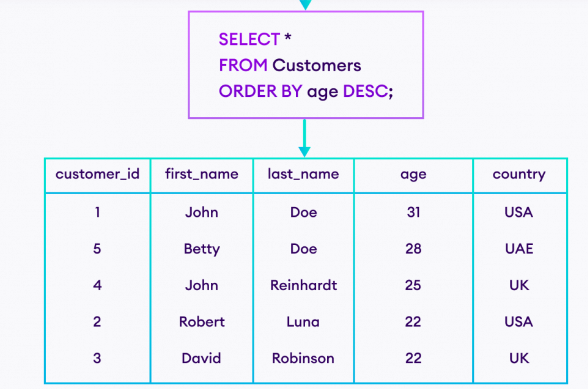 SELECT *
FROM Customers
ORDER BY age DESC;
customer_id first_name last_name age country
1 John Doe 31 USA
5 Betty Doe 28 UAE
4 John Reinhardt 25 UK
2 Robert Luna 22 USA
3 David Robinson 22 UK